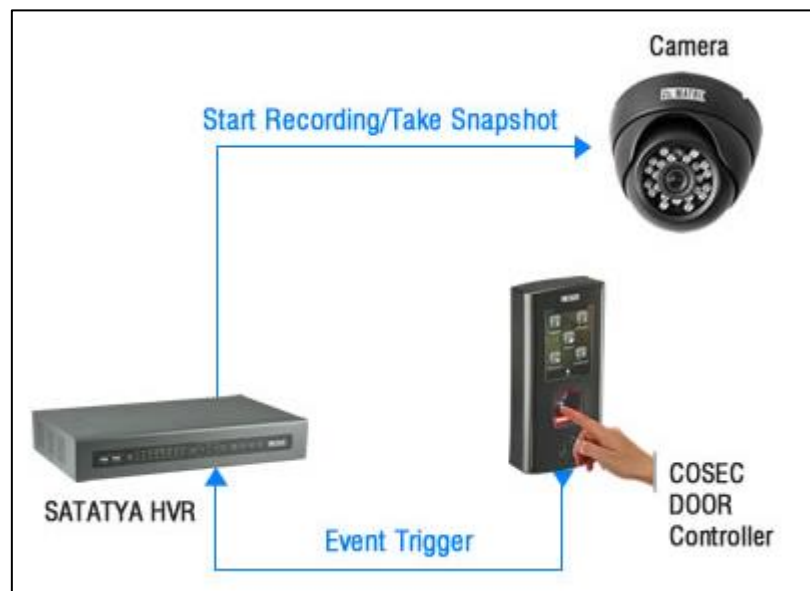 Camera
Start Recording/Take Snapshot
SATATYA HVR
COSEC
DOOR
Controller
Event Trigger